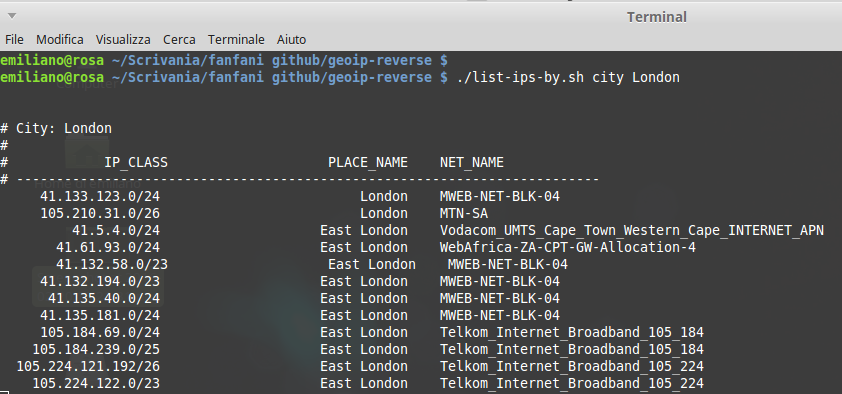 Terminal
File Modifica Visualizza Cerca Terminale Aiuto
emiliano@rosa ~/Scrivania/fanfani github/geoip-reverse $
emiliano@rosa ~/Scrivania/fanfani github/geoip-reverse $ ./list-ips-by.sh city London
# City: London
#
# IP_CLASS PLACE_NAME NET_NAME
# -------------------------------------------------------------------------
41.133.123.0/24 London MWEB-NET-BLK-04
105.210.31.0/26 London MTN-SA
41.5.4.0/24 East London Vodacom_UMTS_Cape_Town_Western_Cape_INTERNET_APN
41.61.93.0/24 East London WebAfrica-ZA-CPT-GW-Allocation-4
41.132.58.0/23 East London MWEB-NET-BLK-04
41.132.194.0/23 East London MWEB-NET-BLK-04
41.135.40.0/24 East London MWEB-NET-BLK-04
41.135.181.0/24 East London MWEB-NET-BLK-04
105.184.69.0/24 East London Telkom_Internet_Broadband_105_184
105.184.239.0/25 East London Telkom_Internet_Broadband_105_184
105.224.121.192/26 East London Telkom_Internet_Broadband_105_224
105.224.122.0/23 East London Telkom_Internet_Broadband_105_224